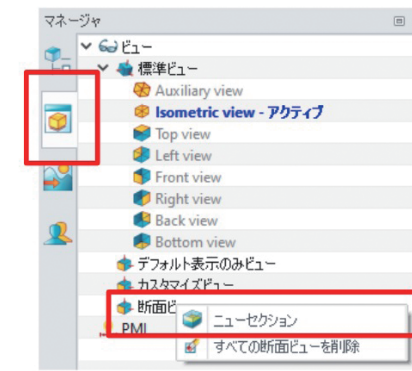 マネージャ
ビュー
標準ビュー
Auxiliary view
Isometric view - アクティブ
Top view
Left view
Front view
Right view
Back view
Bottom view
デフォルト表示のみビュー
カスタマイズビュー
断面ビ
ニューセクション
PMI
すべての断面ビューを削除